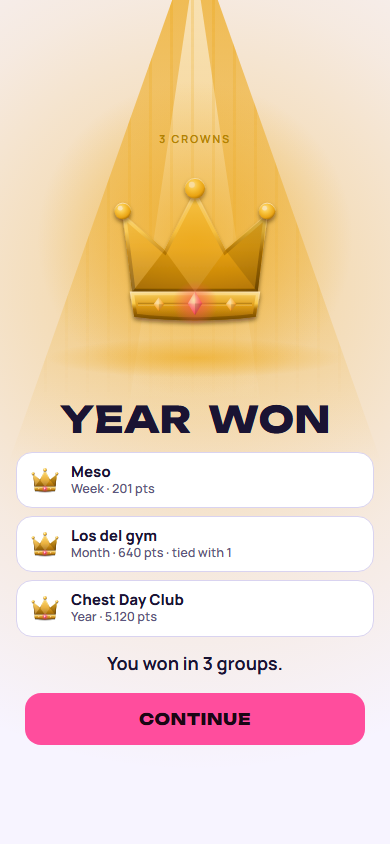 3 CROWNS
YEAR WON
Meso
Week · 201 pts
Los del gym
Month · 640 pts · tied with 1
Chest Day Club
Year · 5.120 pts
You won in 3 groups.
CONTINUE